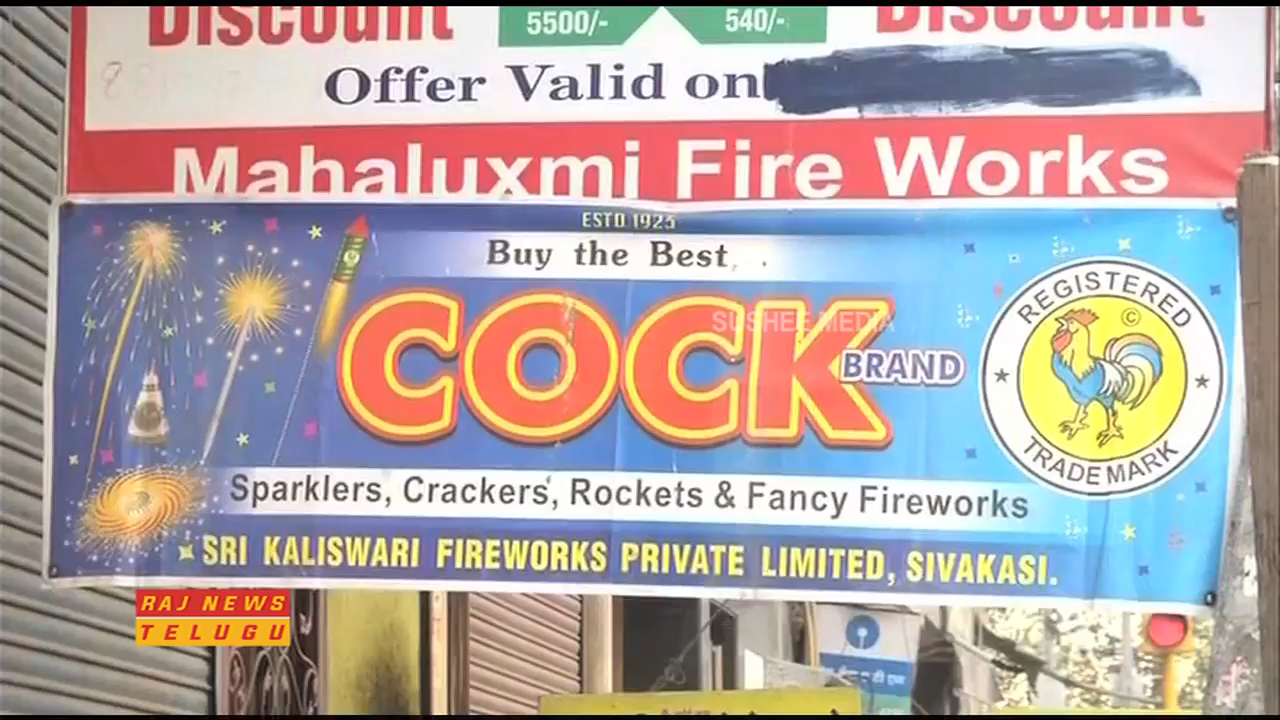 Discount 5500/- 540/- Discount
Offer Valid on
Mahaluxmi Fire Works
ESTD 1923
Buy the Best
COCK BRAND
SUSHEE MEDIA
REGISTERED
©
TRADE MARK
Sparklers, Crackers, Rockets & Fancy Fireworks
SRI KALISWARI FIREWORKS PRIVATE LIMITED, SIVAKASI.
RAJ NEWS
TELUGU